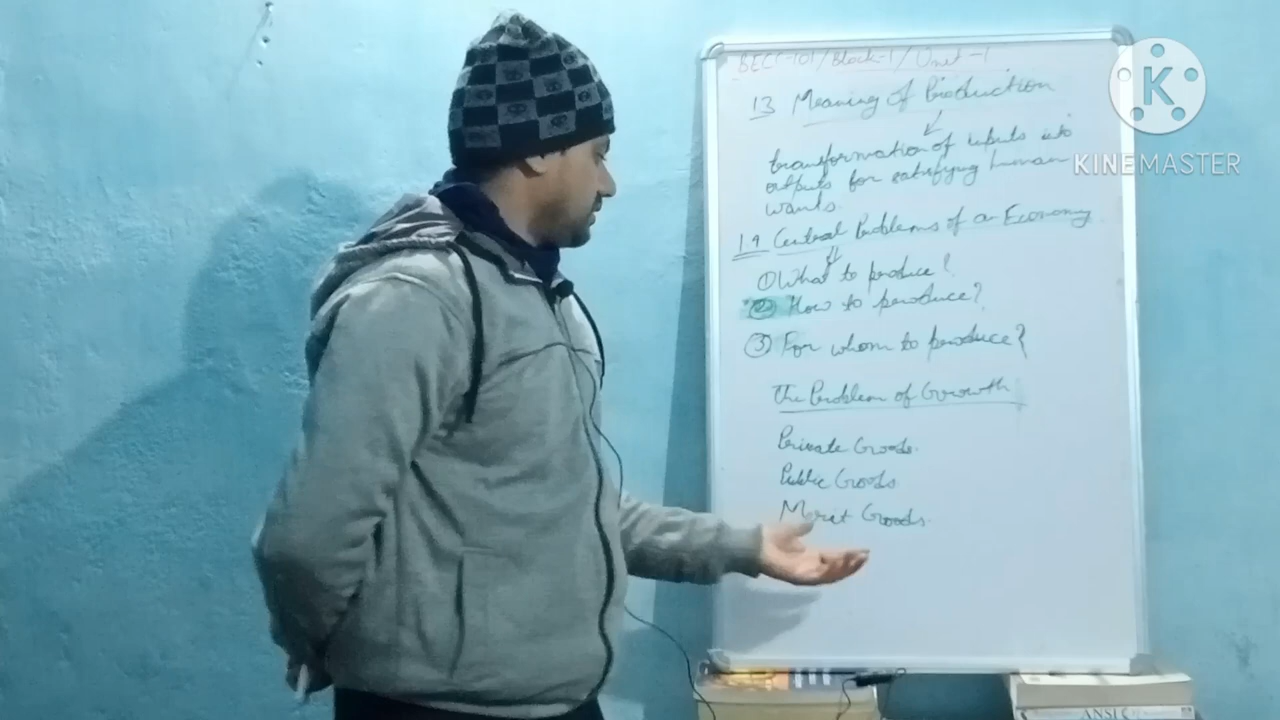 BECC-101/Block-1/Unit-1
1.3 Meaning of Production
transformation of inputs into
outputs for satisfying human
wants.
1.4 Central Problems of an Economy
① What to produce?
② How to produce?
③ For whom to produce?
The Problem of Growth
Private Goods.
Public Goods
Merit Goods.
K
KINEMASTER